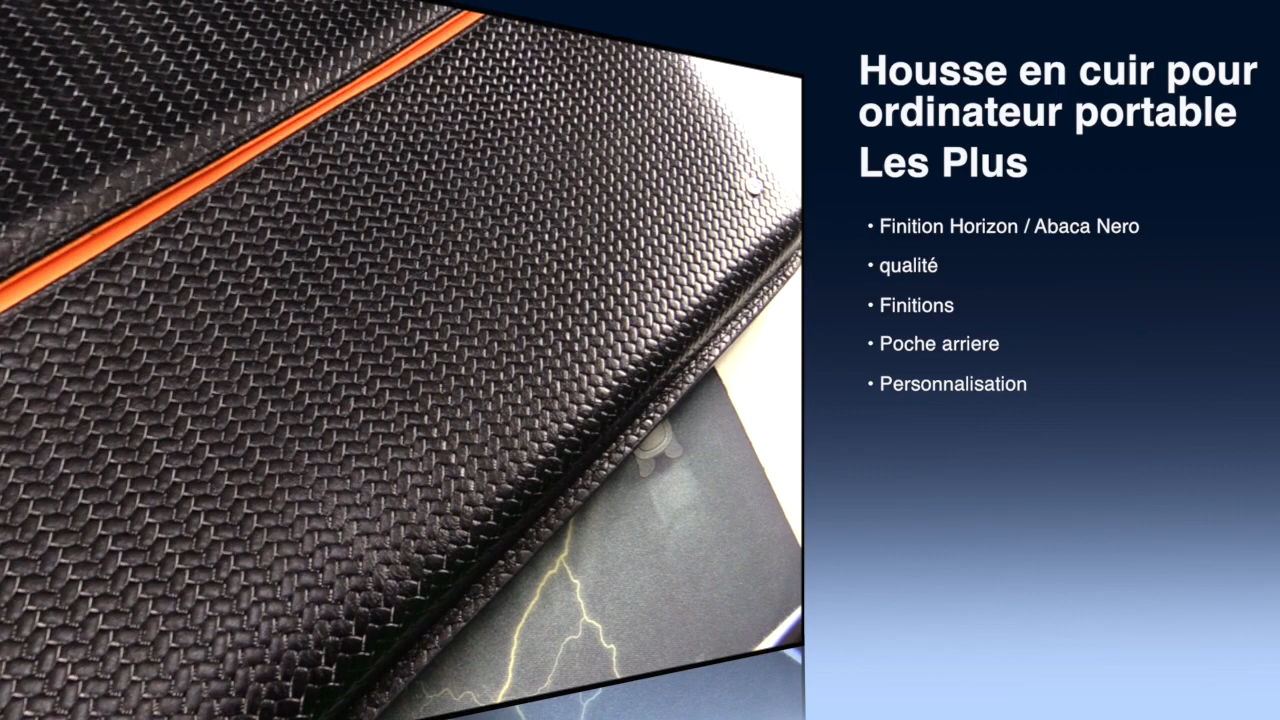 Housse en cuir pour
ordinateur portable
Les Plus
• Finition Horizon / Abaca Nero
• qualité
• Finitions
• Poche arriere
• Personnalisation